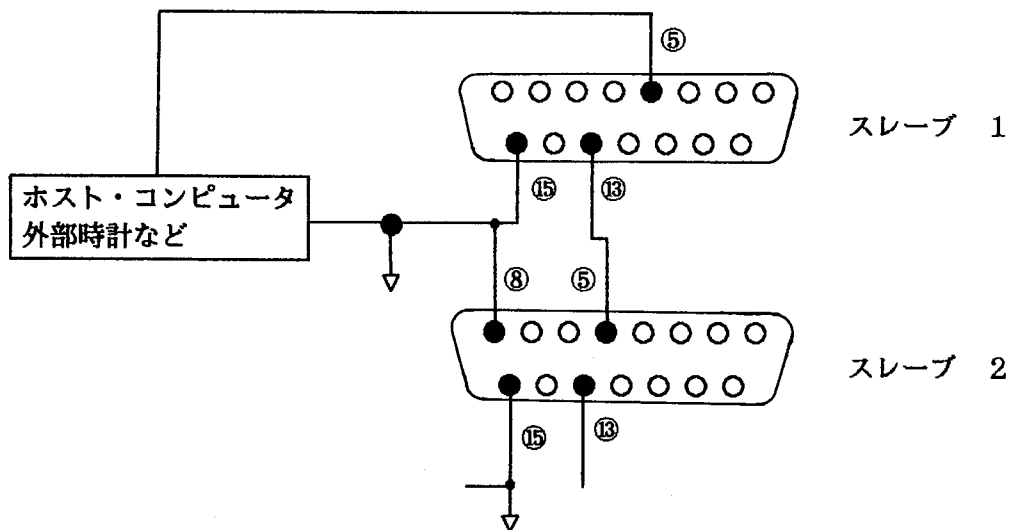 ⑤
スレーブ 1
⑮ ⑬
ホスト・コンピュータ
外部時計など
⑧ ⑤
スレーブ 2
⑮ ⑬